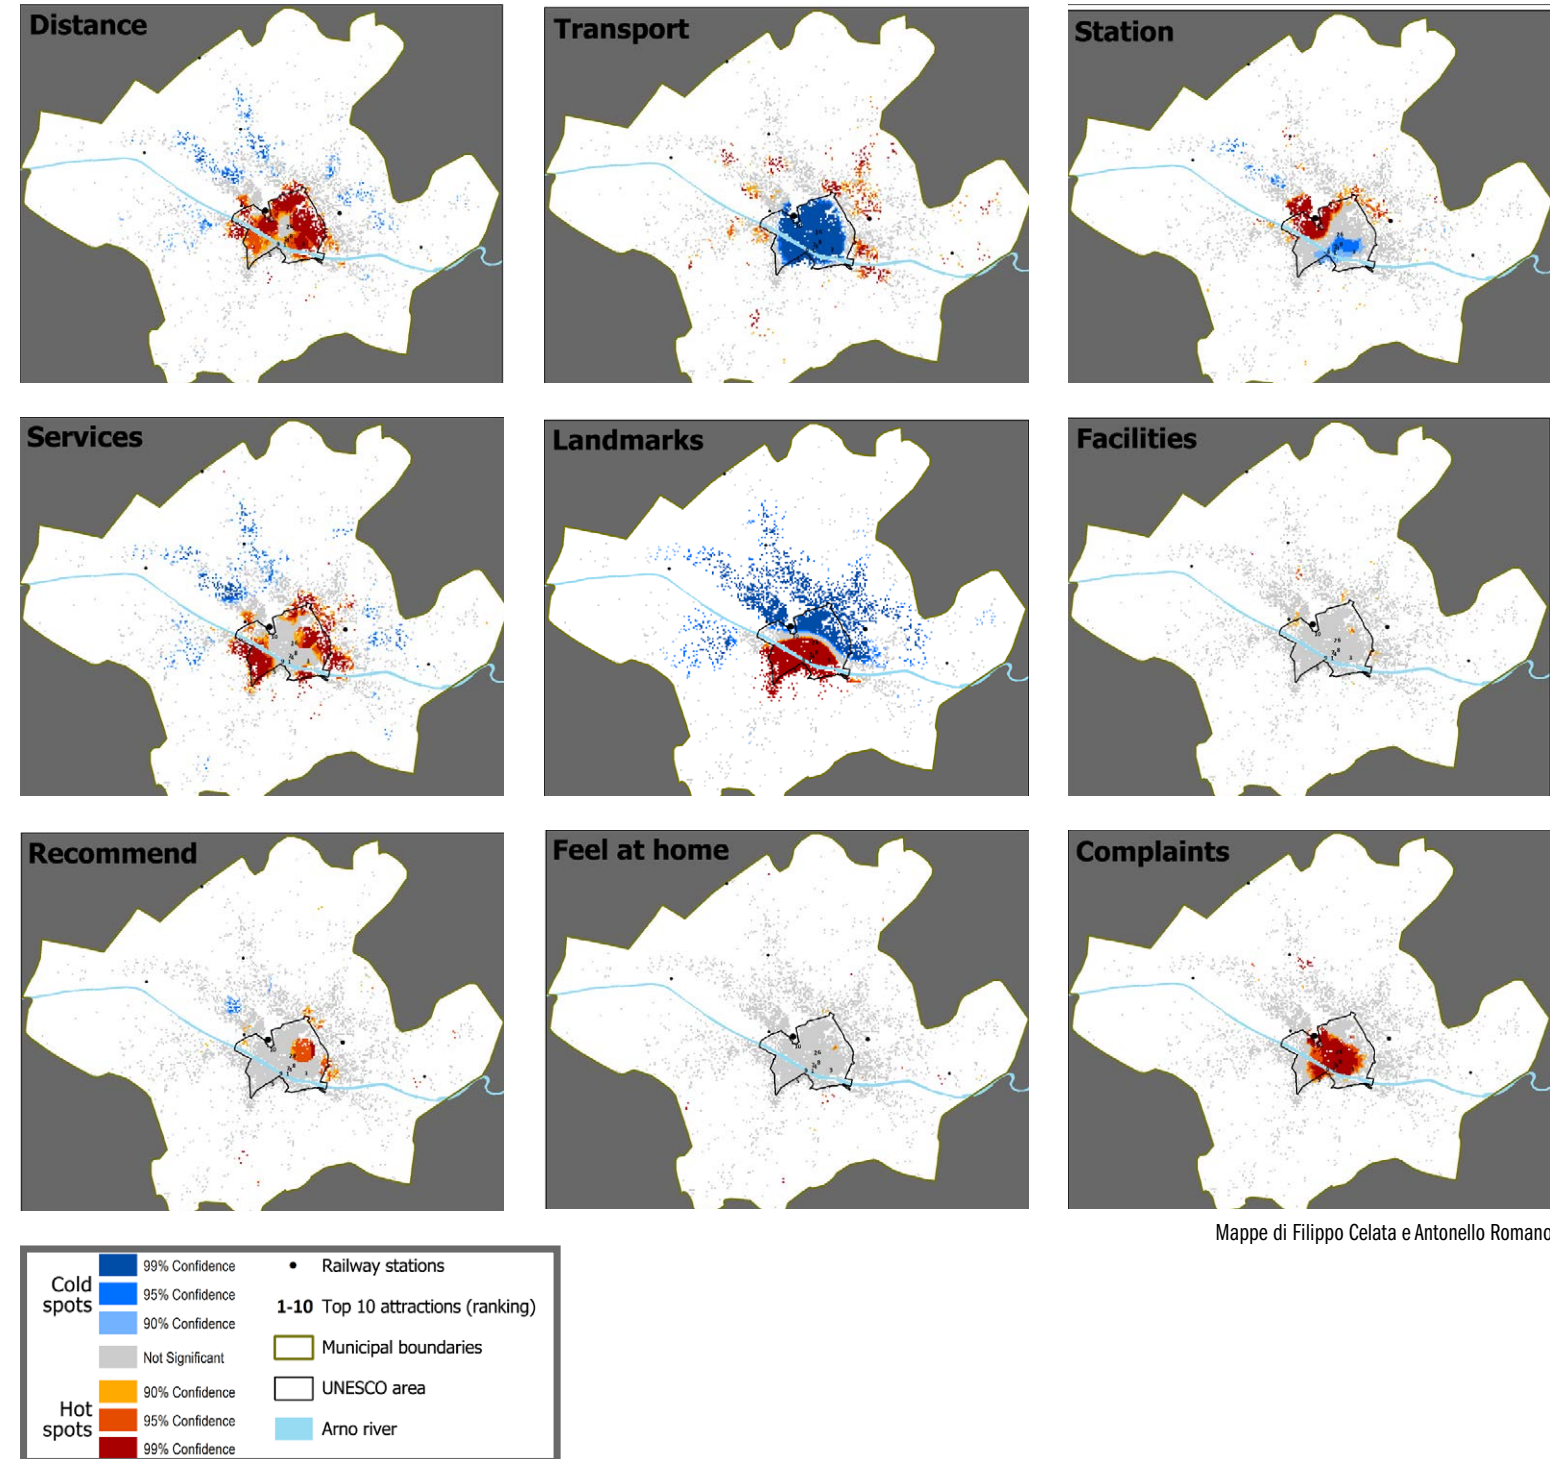 Distance
Transport
Station
Services
Landmarks
Facilities
Recommend
Feel at home
Complaints
Mappe di Filippo Celata e Antonello Romano
Cold
spots
99% Confidence
95% Confidence
90% Confidence
Not Significant
Hot
spots
90% Confidence
95% Confidence
99% Confidence
Railway stations
1-10 Top 10 attractions (ranking)
Municipal boundaries
UNESCO area
Arno river